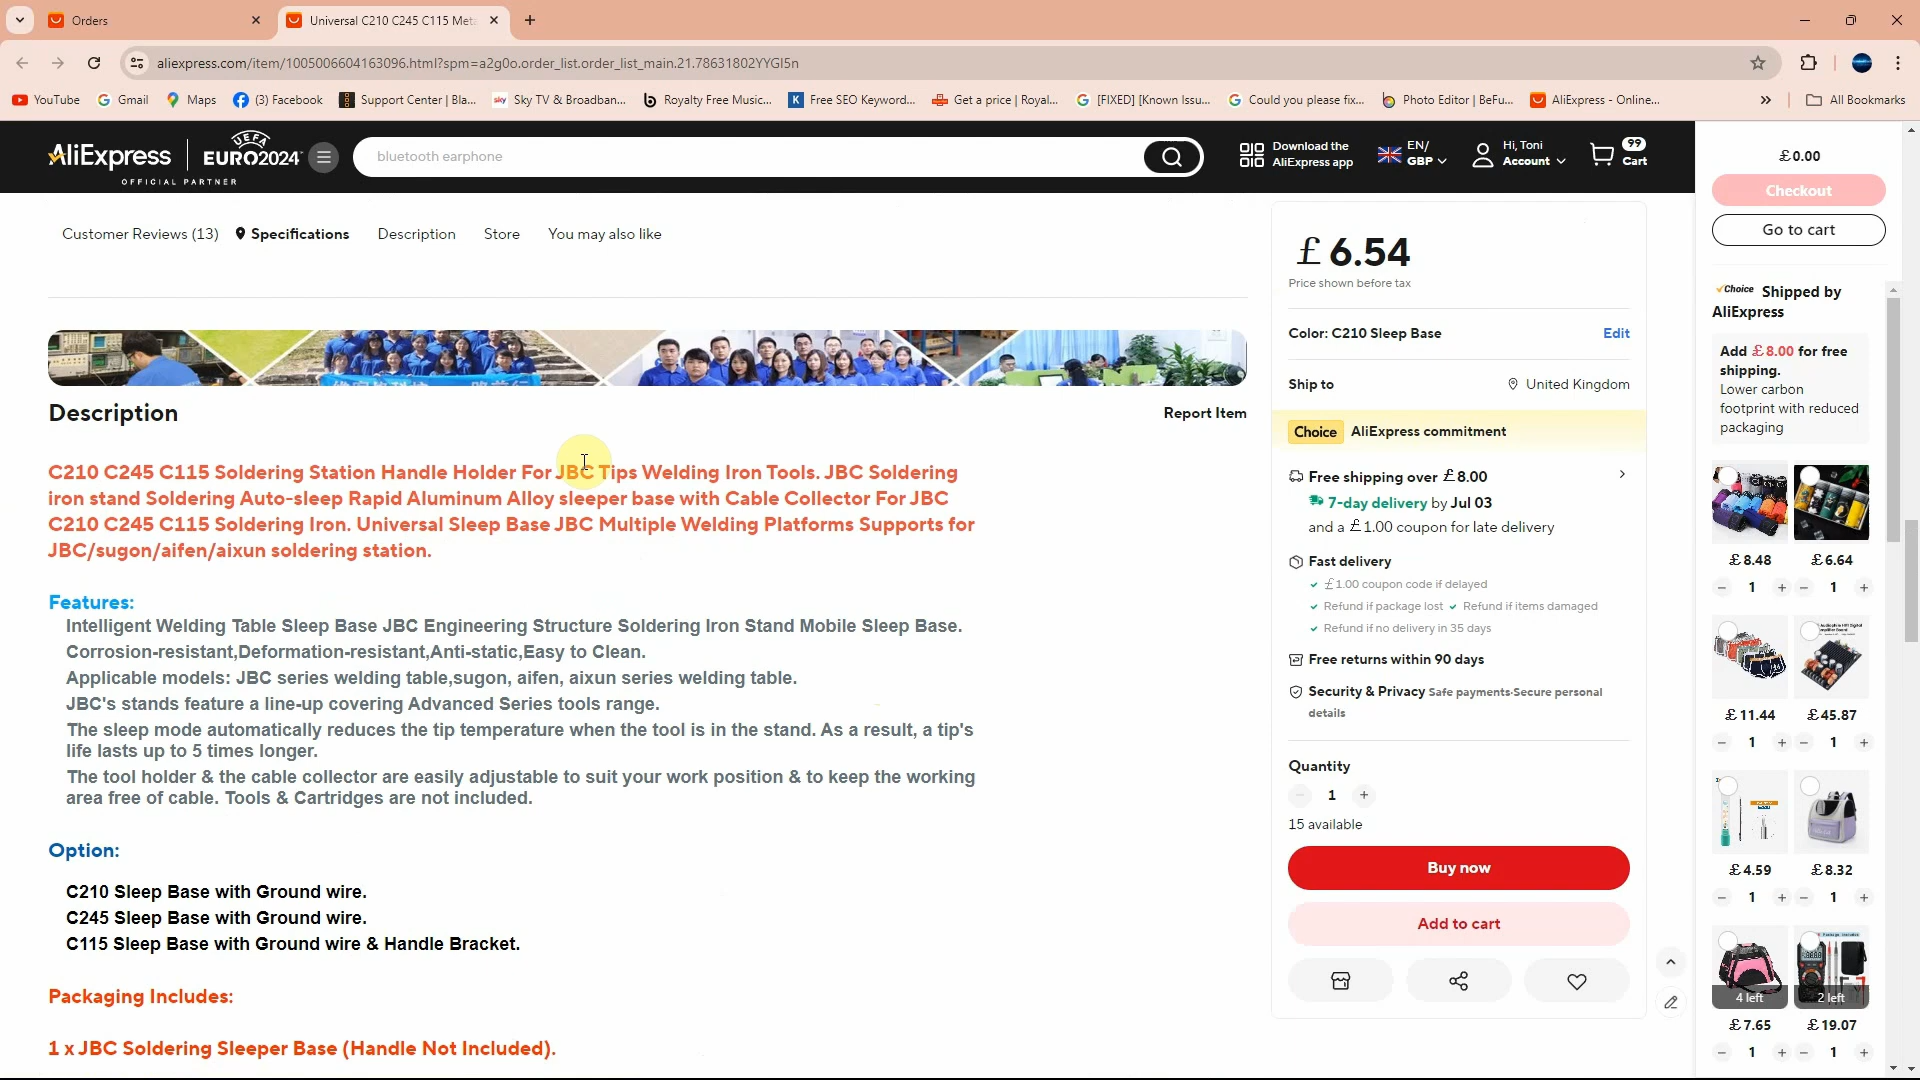 Orders
Universal C210 C245 C115 Meta
aliexpress.com/item/1005006604163096.html?spm=a2g0o.order_list.order_list_main.21.78631802YYGI5n
YouTube
Gmail
Maps
(3) Facebook
Support Center | Bla...
Sky TV & Broadban...
Royalty Free Music...
Free SEO Keyword...
Get a price | Royal...
[FIXED] [Known Issu...
Could you please fix...
Photo Editor | BeFu...
AliExpress - Online...
All Bookmarks
AliExpress
UEFA
EURO2024
OFFICIAL PARTNER
bluetooth earphone
Download the
AliExpress app
EN/
GBP
Hi, Toni
Account
99
Cart
Customer Reviews (13)
Specifications
Description
Store
You may also like
Description
Report Item
C210 C245 C115 Soldering Station Handle Holder For JBC Tips Welding Iron Tools. JBC Soldering
iron stand Soldering Auto-sleep Rapid Aluminum Alloy sleeper base with Cable Collector For JBC
C210 C245 C115 Soldering Iron. Universal Sleep Base JBC Multiple Welding Platforms Supports for
JBC/sugon/aifen/aixun soldering station.
Features:
Intelligent Welding Table Sleep Base JBC Engineering Structure Soldering Iron Stand Mobile Sleep Base.
Corrosion-resistant,Deformation-resistant,Anti-static,Easy to Clean.
Applicable models: JBC series welding table,sugon, aifen, aixun series welding table.
JBC's stands feature a line-up covering Advanced Series tools range.
The sleep mode automatically reduces the tip temperature when the tool is in the stand. As a result, a tip's
life lasts up to 5 times longer.
The tool holder & the cable collector are easily adjustable to suit your work position & to keep the working
area free of cable. Tools & Cartridges are not included.
Option:
C210 Sleep Base with Ground wire.
C245 Sleep Base with Ground wire.
C115 Sleep Base with Ground wire & Handle Bracket.
Packaging Includes:
1 x JBC Soldering Sleeper Base (Handle Not Included).
£6.54
Price shown before tax
Color: C210 Sleep Base
Edit
Ship to
United Kingdom
Choice AliExpress commitment
Free shipping over £8.00
7-day delivery by Jul 03
and a £1.00 coupon for late delivery
Fast delivery
£1.00 coupon code if delayed
Refund if package lost
Refund if items damaged
Refund if no delivery in 35 days
Free returns within 90 days
Security & Privacy Safe payments·Secure personal
details
Quantity
- 1 +
15 available
Buy now
Add to cart
£0.00
Checkout
Go to cart
Choice Shipped by
AliExpress
Add £8.00 for free
shipping.
Lower carbon
footprint with reduced
packaging
£8.48
£6.64
- 1 +
- 1 +
£11.44
£45.87
- 1 +
- 1 +
£4.59
£8.32
- 1 +
- 1 +
4 left
2 left
£7.65
£19.07
- 1 +
- 1 +